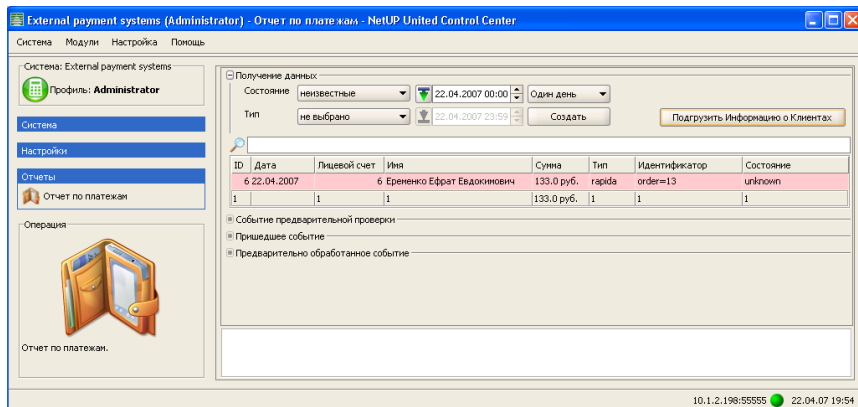 External payment systems (Administrator) - Отчет по платежам - NetUP United Control Center
Система Модули Настройка Помощь
Система: External payment systems
Профиль: Administrator
Система
Настройки
Отчеты
Отчет по платежам
Операция
Отчет по платежам.
Получение данных
Состояние неизвестные 22.04.2007 00:00 Один день
Тип не выбрано 22.04.2007 23:59 Создать Подгрузить Информацию о Клиентах
ID Дата Лицевой счет Имя Сумма Тип Идентификатор Состояние
6 22.04.2007 6 Еременко Ефрат Евдокимович 133.0 руб. rapida order=13 unknown
1 1 1 133.0 руб. 1 1 1
Событие предварительной проверки
Пришедшее событие
Предварительно обработанное событие
10.1.2.198:55555 22.04.07 19:54